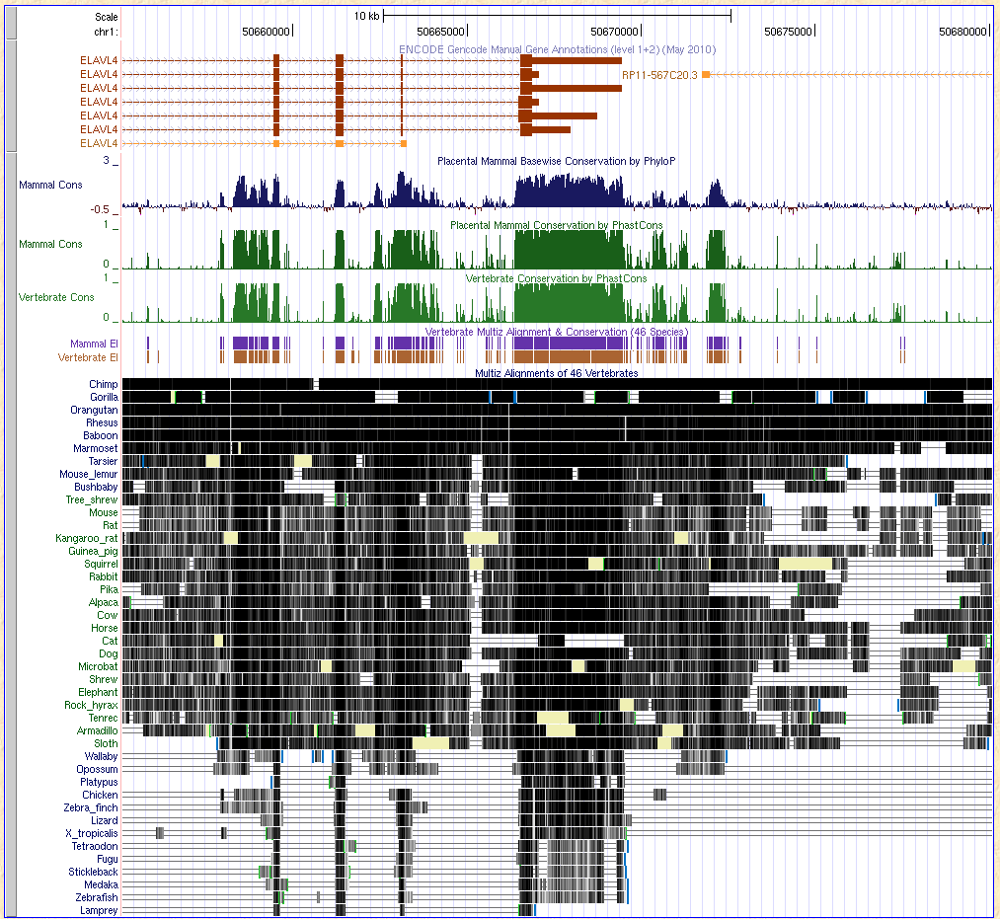 Scale 10 kb
chr1: 50660000 50665000 50670000 50675000 50680000
ENCODE Gencode Manual Gene Annotations (level 1+2) (May 2010)
ELAVL4
ELAVL4 RP11-567C20.3
ELAVL4
ELAVL4
ELAVL4
ELAVL4
ELAVL4
Placental Mammal Basewise Conservation by PhyloP
3 _
Mammal Cons
-0.5 _
Placental Mammal Conservation by PhastCons
1 _
Mammal Cons
0 _
Vertebrate Conservation by PhastCons
1 _
Vertebrate Cons
0 _
Vertebrate Multiz Alignment & Conservation (46 Species)
Mammal El
Vertebrate El
Multiz Alignments of 46 Vertebrates
Chimp
Gorilla
Orangutan
Rhesus
Baboon
Marmoset
Tarsier
Mouse_lemur
Bushbaby
Tree_shrew
Mouse
Rat
Kangaroo_rat
Guinea_pig
Squirrel
Rabbit
Pika
Alpaca
Cow
Horse
Cat
Dog
Microbat
Shrew
Elephant
Rock_hyrax
Tenrec
Armadillo
Sloth
Wallaby
Opossum
Platypus
Chicken
Zebra_finch
Lizard
X_tropicalis
Tetraodon
Fugu
Stickleback
Medaka
Zebrafish
Lamprey